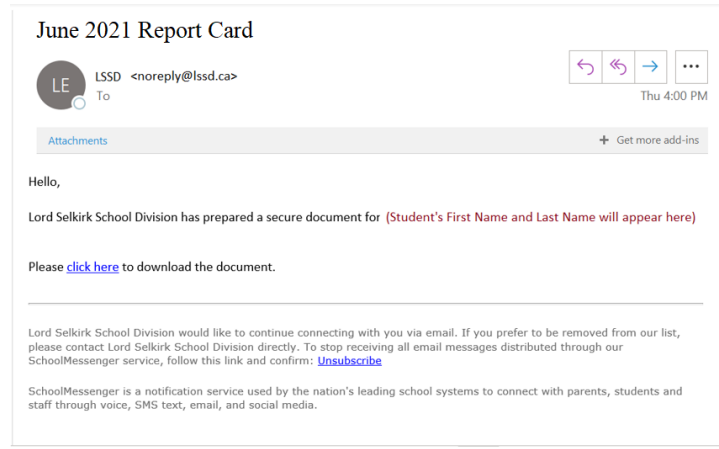 June 2021 Report Card
LE
LSSD <noreply@lssd.ca>
To
Thu 4:00 PM
Attachments
+ Get more add-ins
Hello,
Lord Selkirk School Division has prepared a secure document for (Student's First Name and Last Name will appear here)
Please click here to download the document.
Lord Selkirk School Division would like to continue connecting with you via email. If you prefer to be removed from our list,
please contact Lord Selkirk School Division directly. To stop receiving all email messages distributed through our
SchoolMessenger service, follow this link and confirm: Unsubscribe
SchoolMessenger is a notification service used by the nation's leading school systems to connect with parents, students and
staff through voice, SMS text, email, and social media.